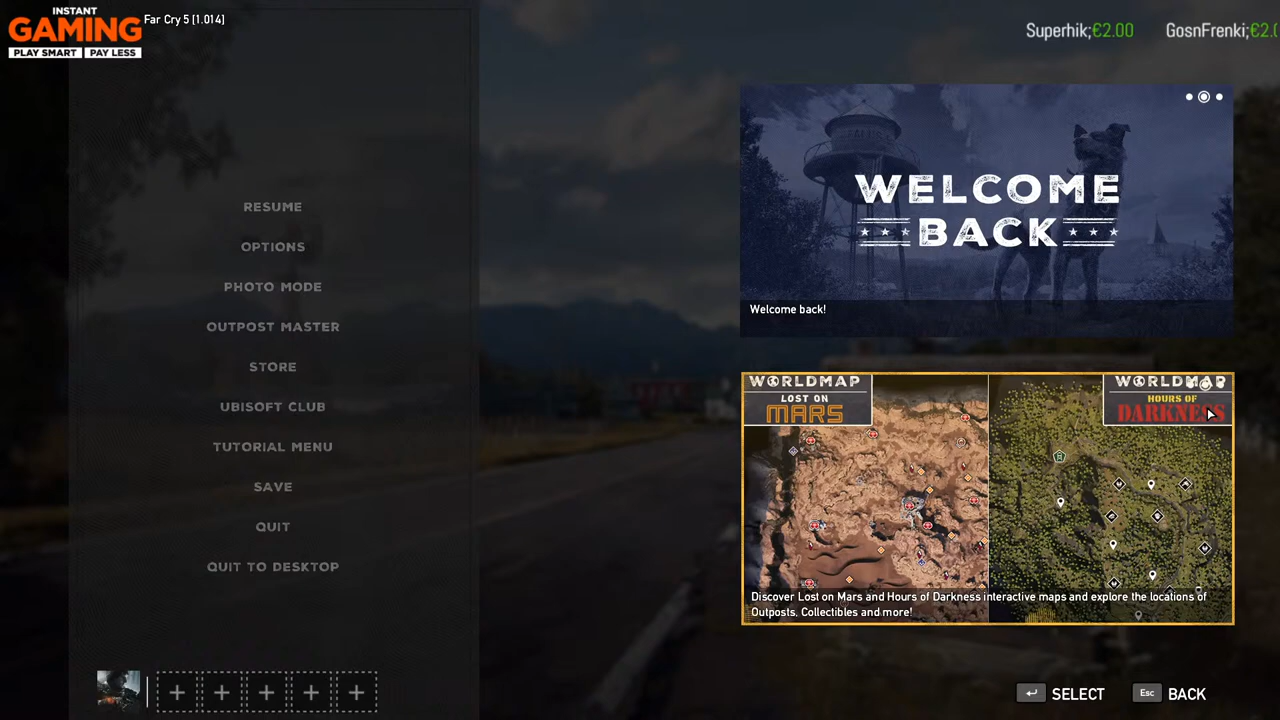 INSTANT
GAMING
PLAY SMART PAY LESS
Far Cry 5 [1.014]
Superhik;€2.00 GosnFrenki;€2.0
RESUME
OPTIONS
PHOTO MODE
OUTPOST MASTER
STORE
UBISOFT CLUB
TUTORIAL MENU
SAVE
QUIT
QUIT TO DESKTOP
WELCOME
BACK
Welcome back!
WORLDMAP
LOST ON
MARS
WORLDMAP
HOURS OF
DARKNESS
Discover Lost on Mars and Hours of Darkness interactive maps and explore the locations of
Outposts, Collectibles and more!
SELECT
Esc BACK